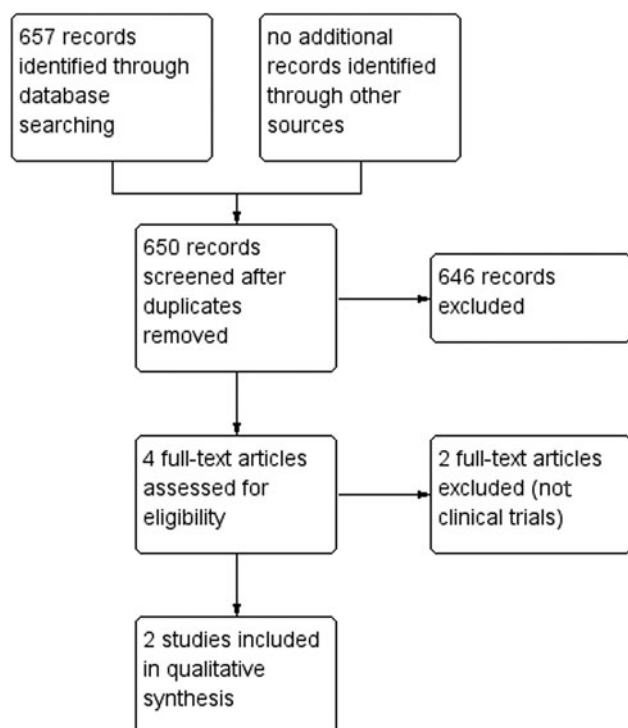 657 records
identified through
database
searching
no additional
records identified
through other
sources
650 records
screened after
duplicates
removed
646 records
excluded
4 full-text articles
assessed for
eligibility
2 full-text articles
excluded (not
clinical trials)
2 studies included
in qualitative
synthesis